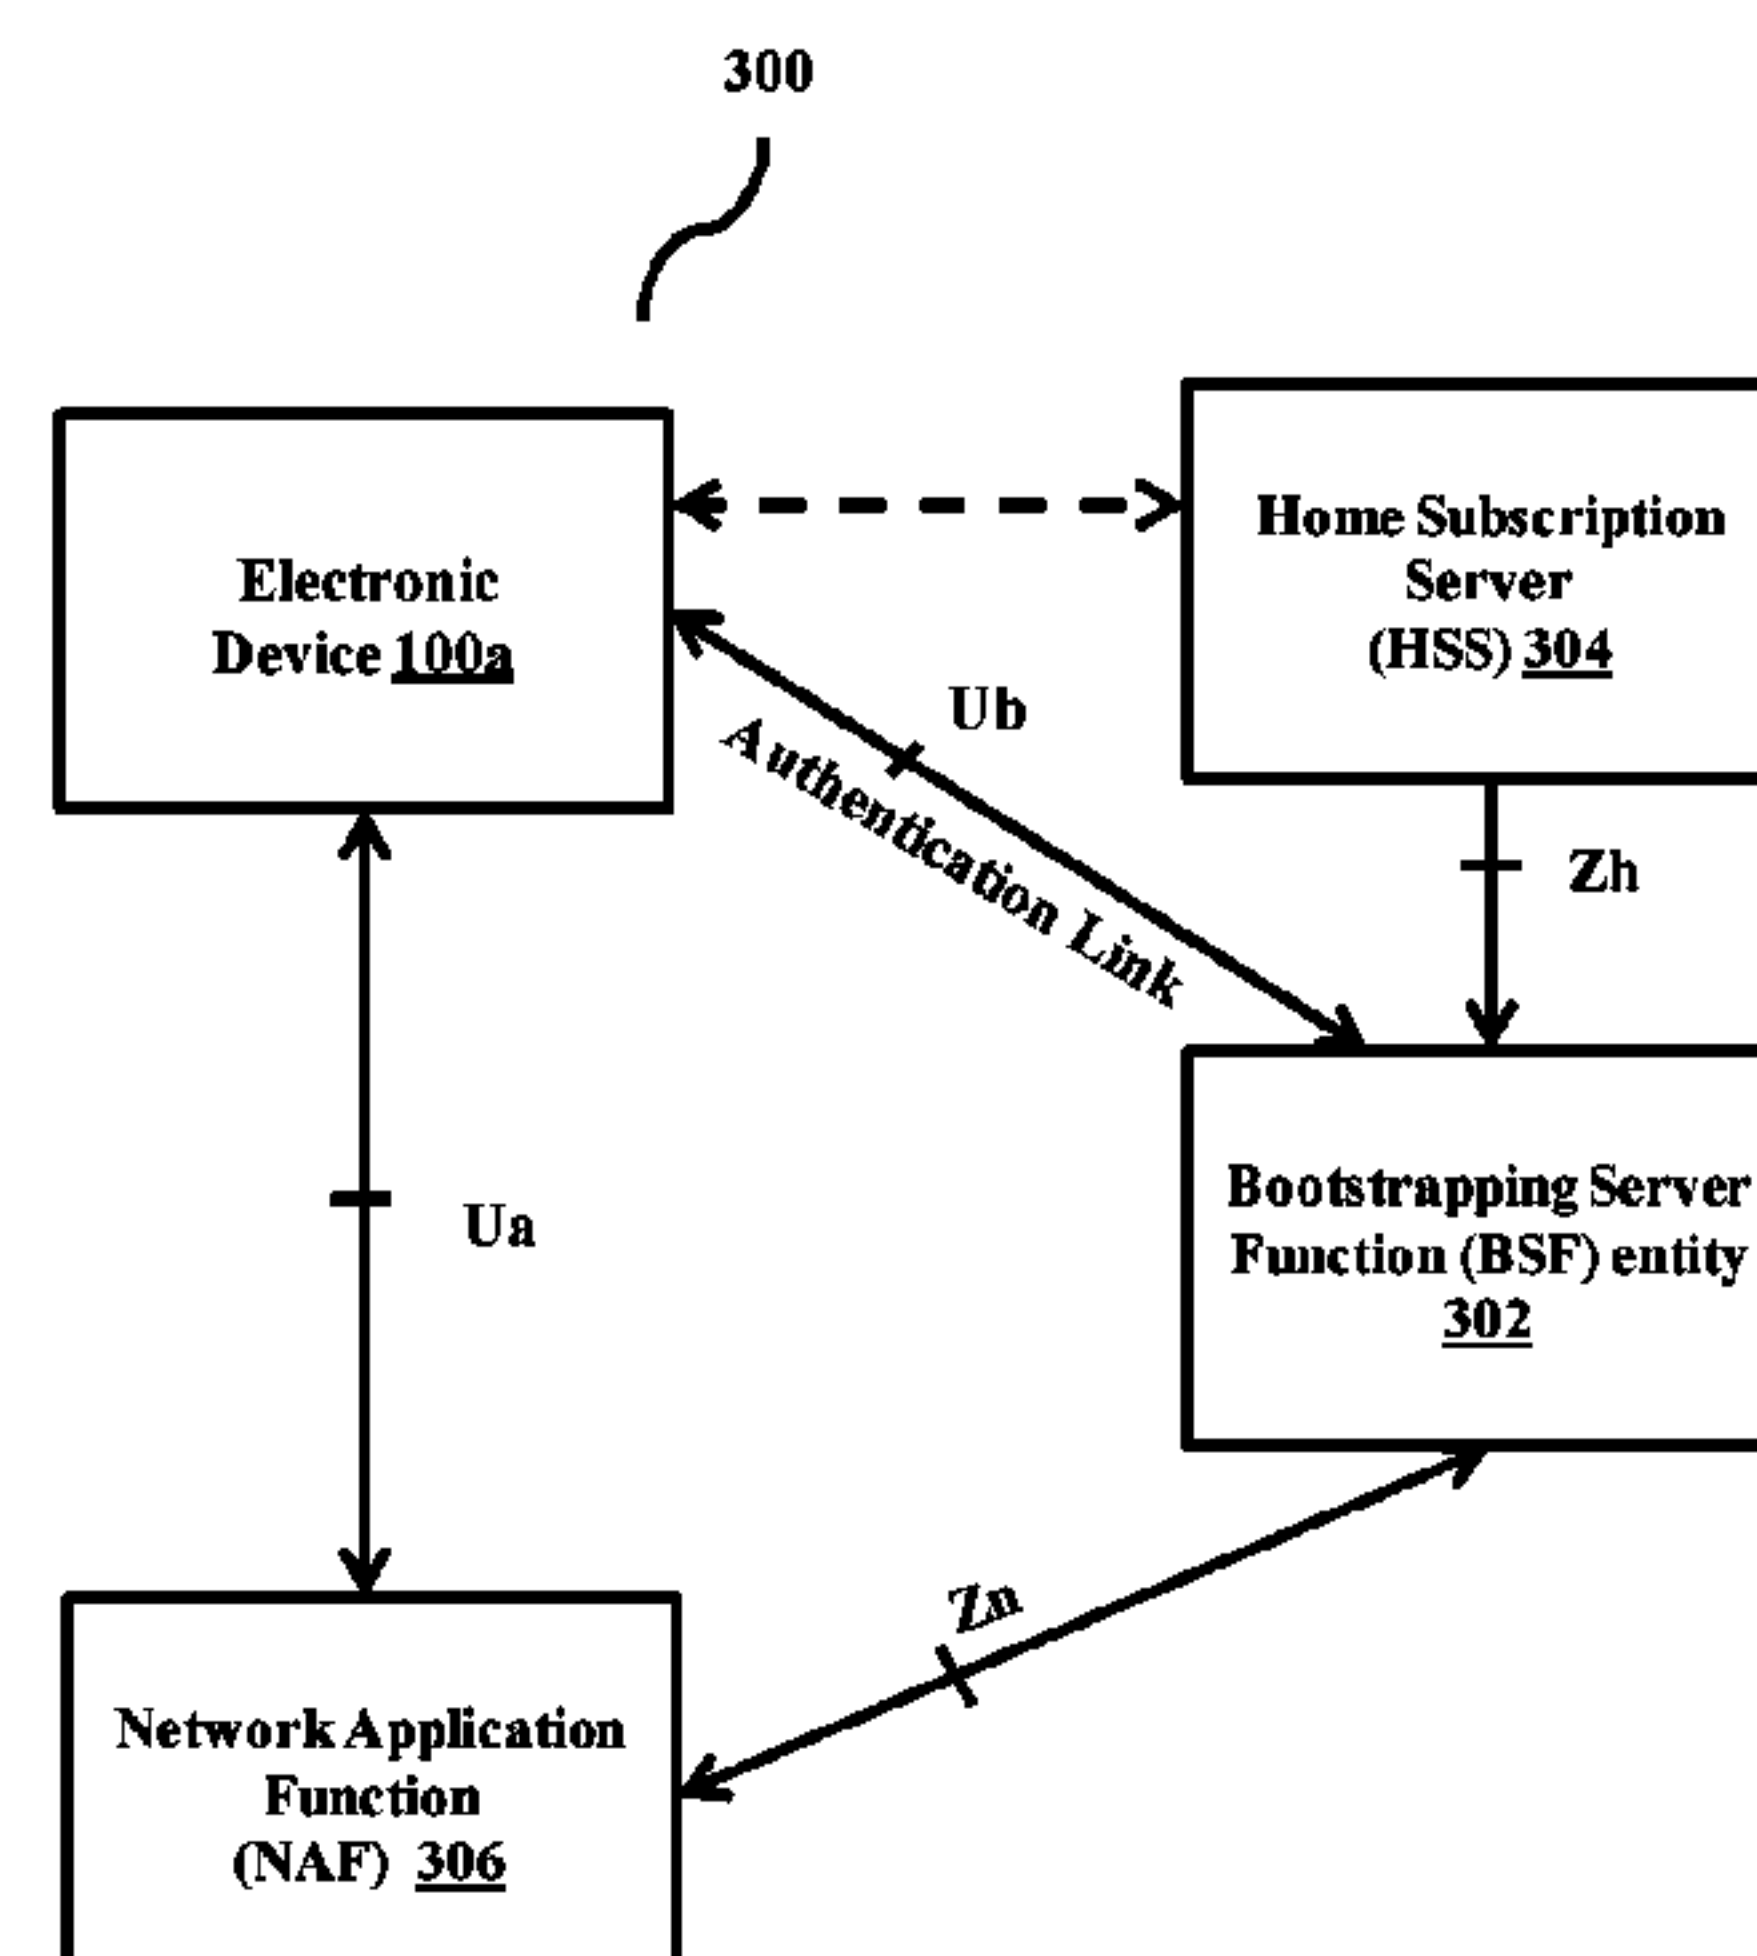 300
Electronic
Device 100a
Home Subscription
Server
(HSS) 304
Ub
Authentication Link
Zh
Ua
Bootstrapping Server
Function (BSF) entity
302
Zn
Network Application
Function
(NAF) 306